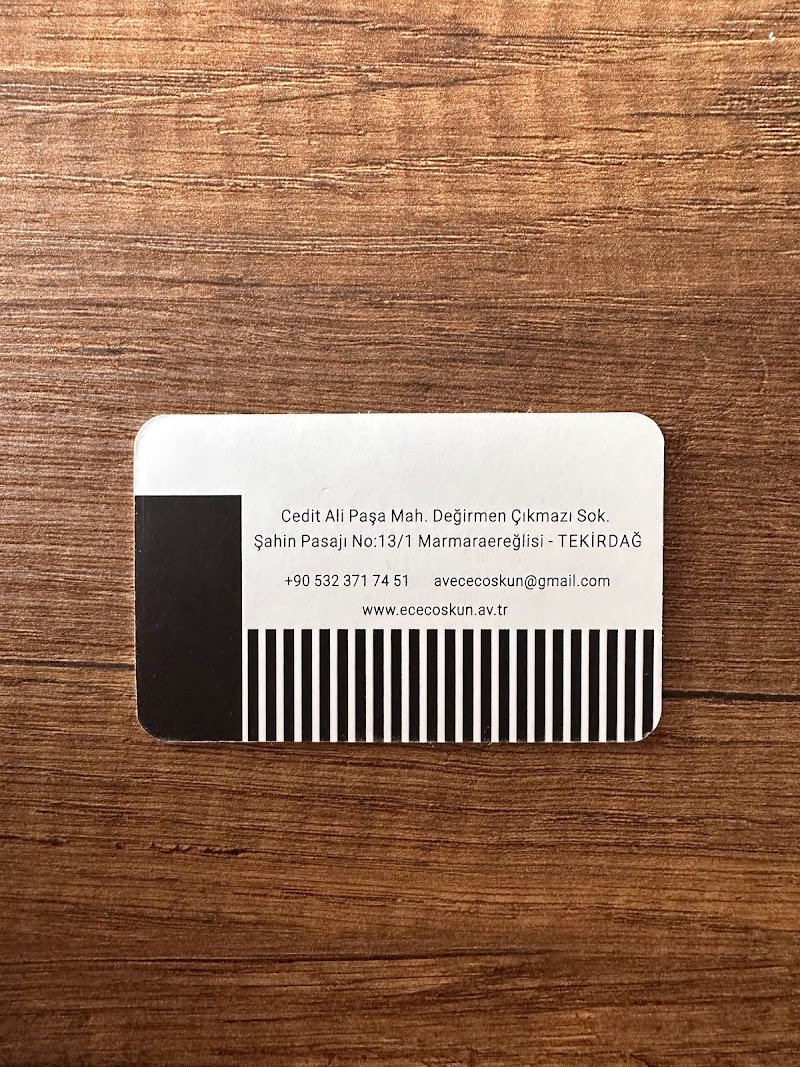 Cedit Ali Paşa Mah. Değirmen Çıkmazı Sok.
Şahin Pasajı No:13/1 Marmaraereğlisi - TEKİRDAĞ
+90 532 371 74 51 avececoskun@gmail.com
www.ececoskun.av.tr